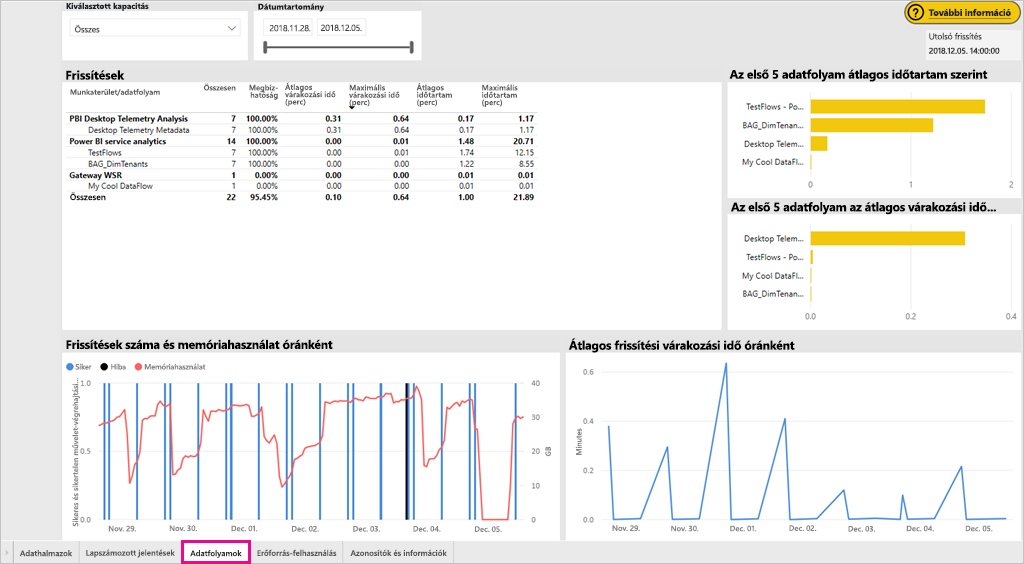 Kiválasztott kapacitás
Összes
Dátumtartomány
2018.11.28.
2018.12.05.
? További információ
Utolsó frissítés
2018.12.05. 14:00:00
Frissítések
Munkaterület/adatfolyam Összesen Megbíz-hatóság Átlagos várakozási idő (perc) Maximális várakozási idő (perc) Átlagos időtartam (perc) Maximális időtartam (perc)
PBI Desktop Telemetry Analysis 7 100.00% 0.31 0.64 0.17 1.17
Desktop Telemetry Metadata 7 100.00% 0.31 0.64 0.17 1.17
Power BI service analytics 14 100.00% 0.00 0.01 1.48 20.71
TestFlows 7 100.00% 0.00 0.01 1.74 12.15
BAG_DimTenants 7 100.00% 0.00 0.00 1.22 8.55
Gateway WSR 1 0.00% 0.00 0.00 0.01 0.01
My Cool DataFlow 1 0.00% 0.00 0.00 0.01 0.01
Összesen 22 95.45% 0.10 0.64 1.00 21.89
Az első 5 adatfolyam átlagos időtartam szerint
TestFlows - Po...
BAG_DimTenan...
Desktop Telem...
My Cool DataFl...
0 1 2
Az első 5 adatfolyam az átlagos várakozási idő...
Desktop Telem...
TestFlows - Po...
My Cool DataFl...
BAG_DimTenan...
0.0 0.2 0.4
Frissítések száma és memóriahasználat óránként
Siker Hiba Memóriahasználat
Sikeres és sikertelen művelet-végrehajtási...
1.0
0.5
0.0
40
30
20
10
0
GB
Nov. 29. Nov. 30. Dec. 01. Dec. 02. Dec. 03. Dec. 04. Dec. 05.
Átlagos frissítési várakozási idő óránként
Minutes
0.6
0.4
0.2
0.0
Nov. 29. Nov. 30. Dec. 01. Dec. 02. Dec. 03. Dec. 04. Dec. 05.
Adathalmazok Lapszámozott jelentések Adatfolyamok Erőforrás-felhasználás Azonosítók és információk